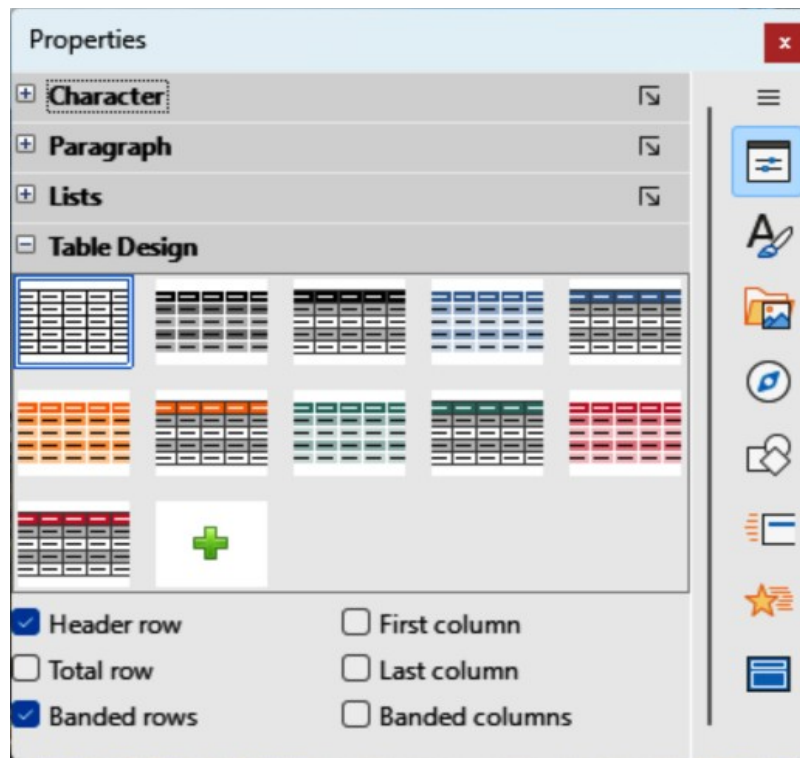 Properties
Character
Paragraph
Lists
Table Design
Header row
First column
Total row
Last column
Banded rows
Banded columns